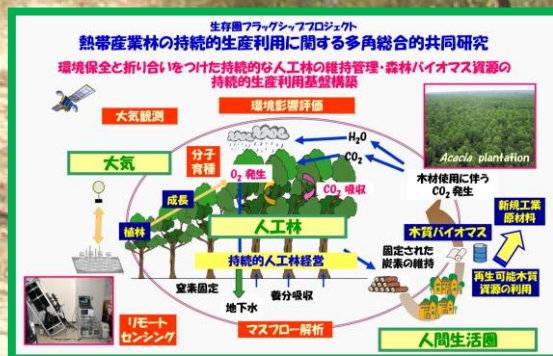 生存圏フラッグシッププロジェクト
熱帯産業林の持続的生産利用に関する多角総合的共同研究
環境保全と折り合いをつけた持続的な人工林の維持管理・森林バイオマス資源の
持続的生産利用基盤構築
大気観測
環境影響評価
大気
分子
育種
O₂ 発生
H₂O
CO₂
CO₂ 吸収
Acacia plantation
木材使用に伴う
CO₂ 発生
成長
植林
人工林
木質バイオマス
新規工業
原材料
持続的人工林経営
固定された
炭素の維持
再生可能木質
資源の利用
窒素固定
養分吸収
地下水
リモート
センシング
マスフロー解析
人間生活圏